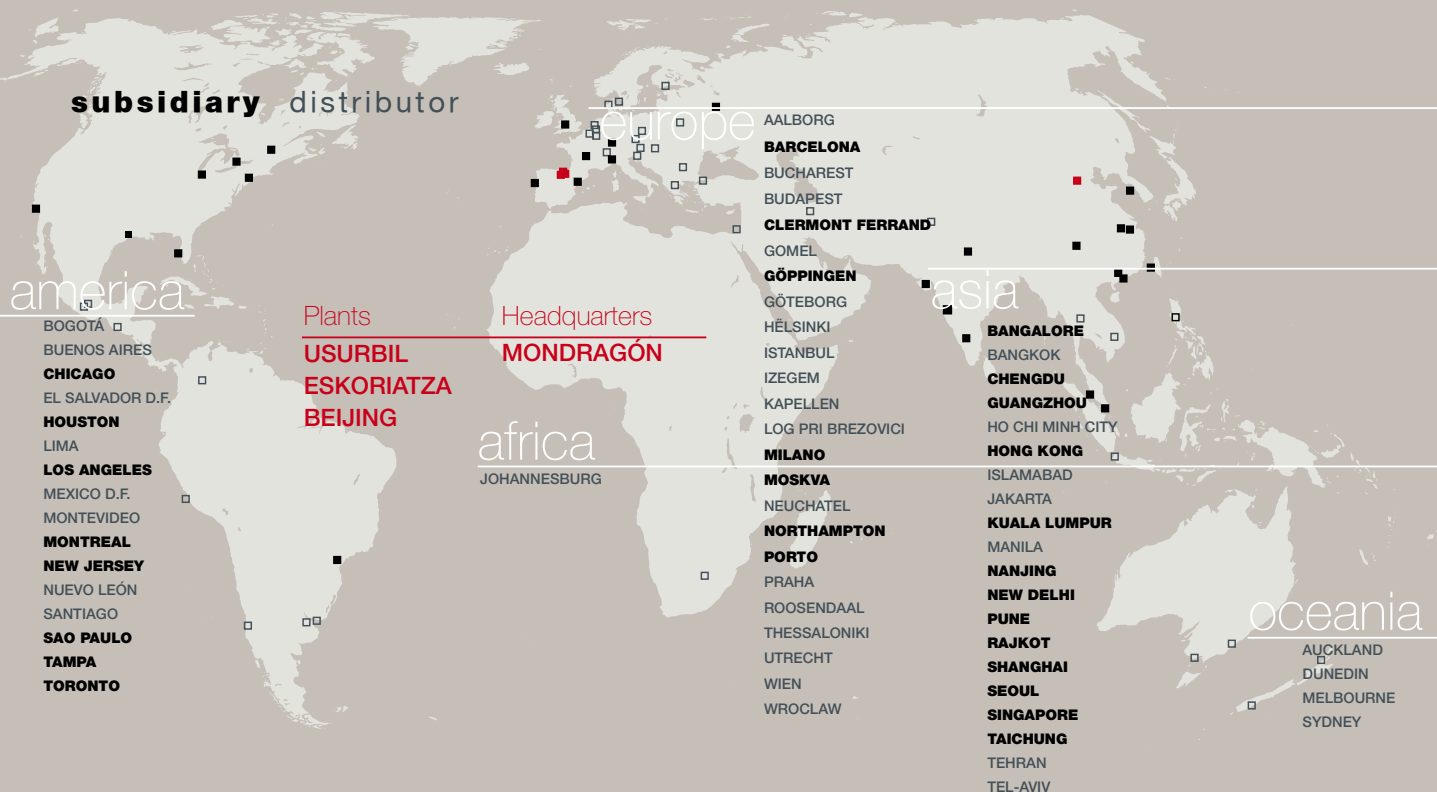 subsidiary distributor
america
BOGOTÁ
BUENOS AIRES
CHICAGO
EL SALVADOR D.F.
HOUSTON
LIMA
LOS ANGELES
MEXICO D.F.
MONTEVIDEO
MONTREAL
NEW JERSEY
NUEVO LEÓN
SANTIAGO
SAO PAULO
TAMPA
TORONTO
Plants
USURBIL
ESKORIATZA
BEIJING
Headquarters
MONDRAGÓN
africa
JOHANNESBURG
europe
AALBORG
BARCELONA
BUCHAREST
BUDAPEST
CLERMONT FERRAND
GOMEL
GÖPPINGEN
GÖTEBORG
HËLSINKI
ISTANBUL
IZEGEM
KAPELLEN
LOG PRI BREZOVICI
MILANO
MOSKVA
NEUCHATEL
NORTHAMPTON
PORTO
PRAHA
ROOSENDAAL
THESSALONIKI
UTRECHT
WIEN
WROCLAW
asia
BANGALORE
BANGKOK
CHENGDU
GUANGZHOU
HO CHI MINH CITY
HONG KONG
ISLAMABAD
JAKARTA
KUALA LUMPUR
MANILA
NANJING
NEW DELHI
PUNE
RAJKOT
SHANGHAI
SEOUL
SINGAPORE
TAICHUNG
TEHRAN
TEL-AVIV
oceania
AUCKLAND
DUNEDIN
MELBOURNE
SYDNEY